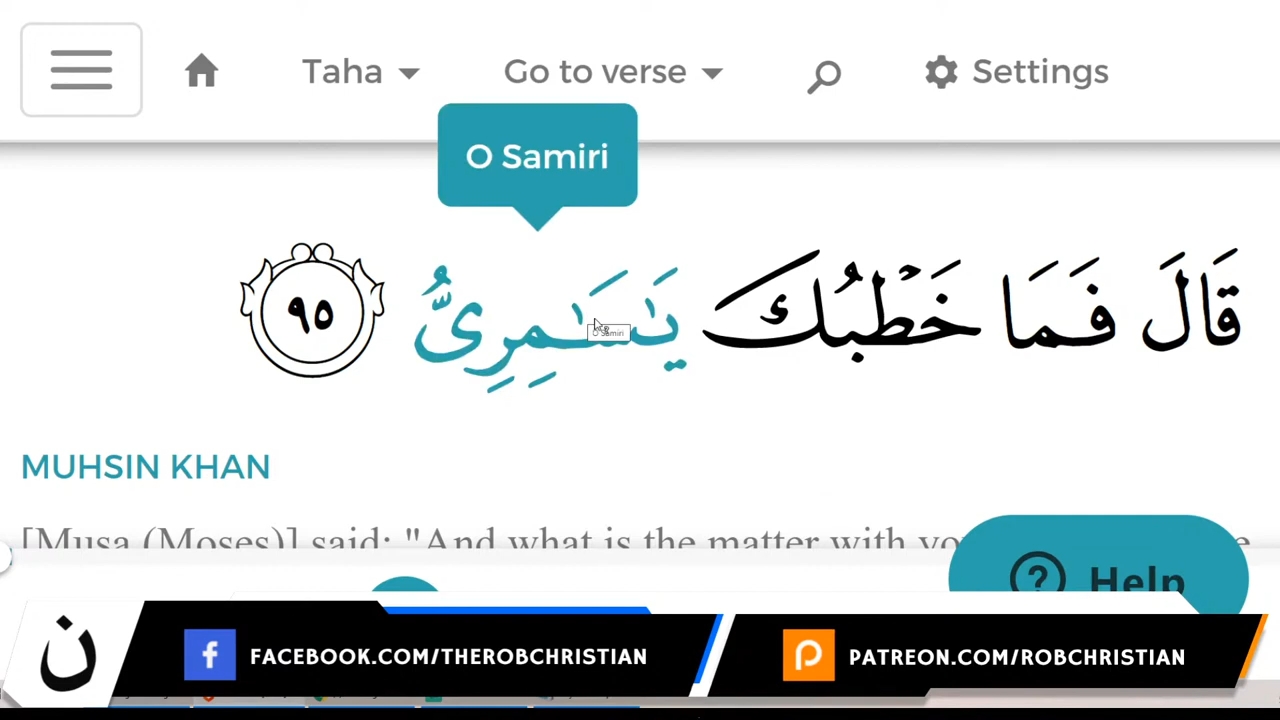 Taha Go to verse Settings
O Samiri
قَالَ فَمَا خَطْبُكَ يَـٰسَـٰمِرِىُّ ٩٥
O Samiri
MUHSIN KHAN
[Musa (Moses)] said: "And what is the matter with
Help
ن FACEBOOK.COM/THEROBCHRISTIAN PATREON.COM/ROBCHRISTIAN